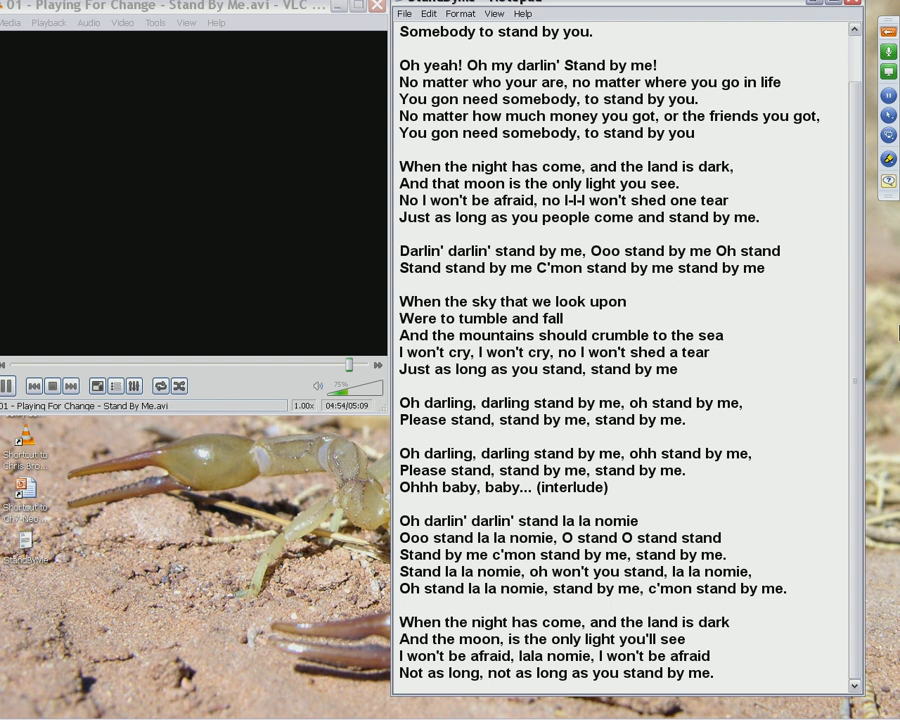 01 - Playing For Change - Stand By Me.avi - VLC ...
Media Playback Audio Video Tools View Help
File Edit Format View Help
Somebody to stand by you.
Oh yeah! Oh my darlin' Stand by me!
No matter who your are, no matter where you go in life
You gon need somebody, to stand by you.
No matter how much money you got, or the friends you got,
You gon need somebody, to stand by you
When the night has come, and the land is dark,
And that moon is the only light you see.
No I won't be afraid, no I-I-I won't shed one tear
Just as long as you people come and stand by me.
Darlin' darlin' stand by me, Ooo stand by me Oh stand
Stand stand by me C'mon stand by me stand by me
When the sky that we look upon
Were to tumble and fall
And the mountains should crumble to the sea
I won't cry, I won't cry, no I won't shed a tear
Just as long as you stand, stand by me
Oh darling, darling stand by me, oh stand by me,
Please stand, stand by me, stand by me.
Oh darling, darling stand by me, ohh stand by me,
Please stand, stand by me, stand by me.
Ohhh baby, baby... (interlude)
Oh darlin' darlin' stand la la nomie
Ooo stand la la nomie, O stand O stand stand
Stand by me c'mon stand by me, stand by me.
Stand la la nomie, oh won't you stand, la la nomie,
Oh stand la la nomie, stand by me, c'mon stand by me.
When the night has come, and the land is dark
And the moon, is the only light you'll see
I won't be afraid, lala nomie, I won't be afraid
Not as long, not as long as you stand by me.
75%
01 - Playing For Change - Stand By Me.avi
1.00x
04:54/05:09
Shortcut to
Chris Bro...
Shortcut to
StandByMe